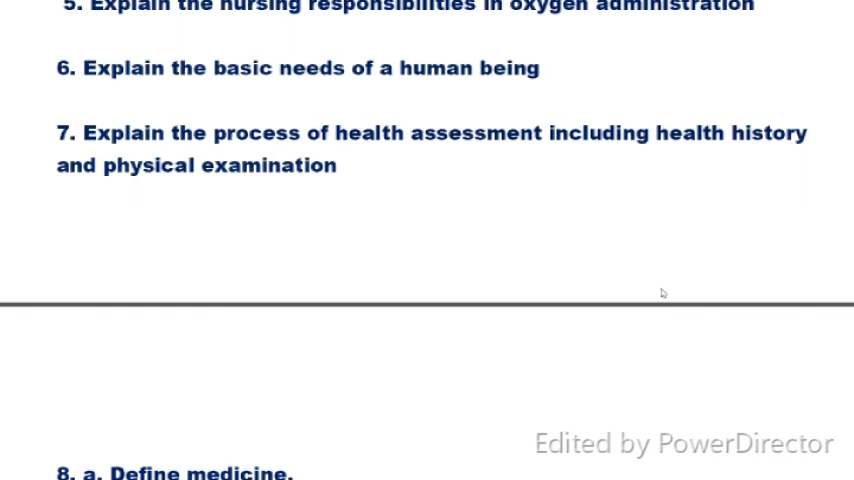 5. Explain the nursing responsibilities in oxygen administration
6. Explain the basic needs of a human being
7. Explain the process of health assessment including health history
and physical examination
Edited by PowerDirector
8. a. Define medicine.